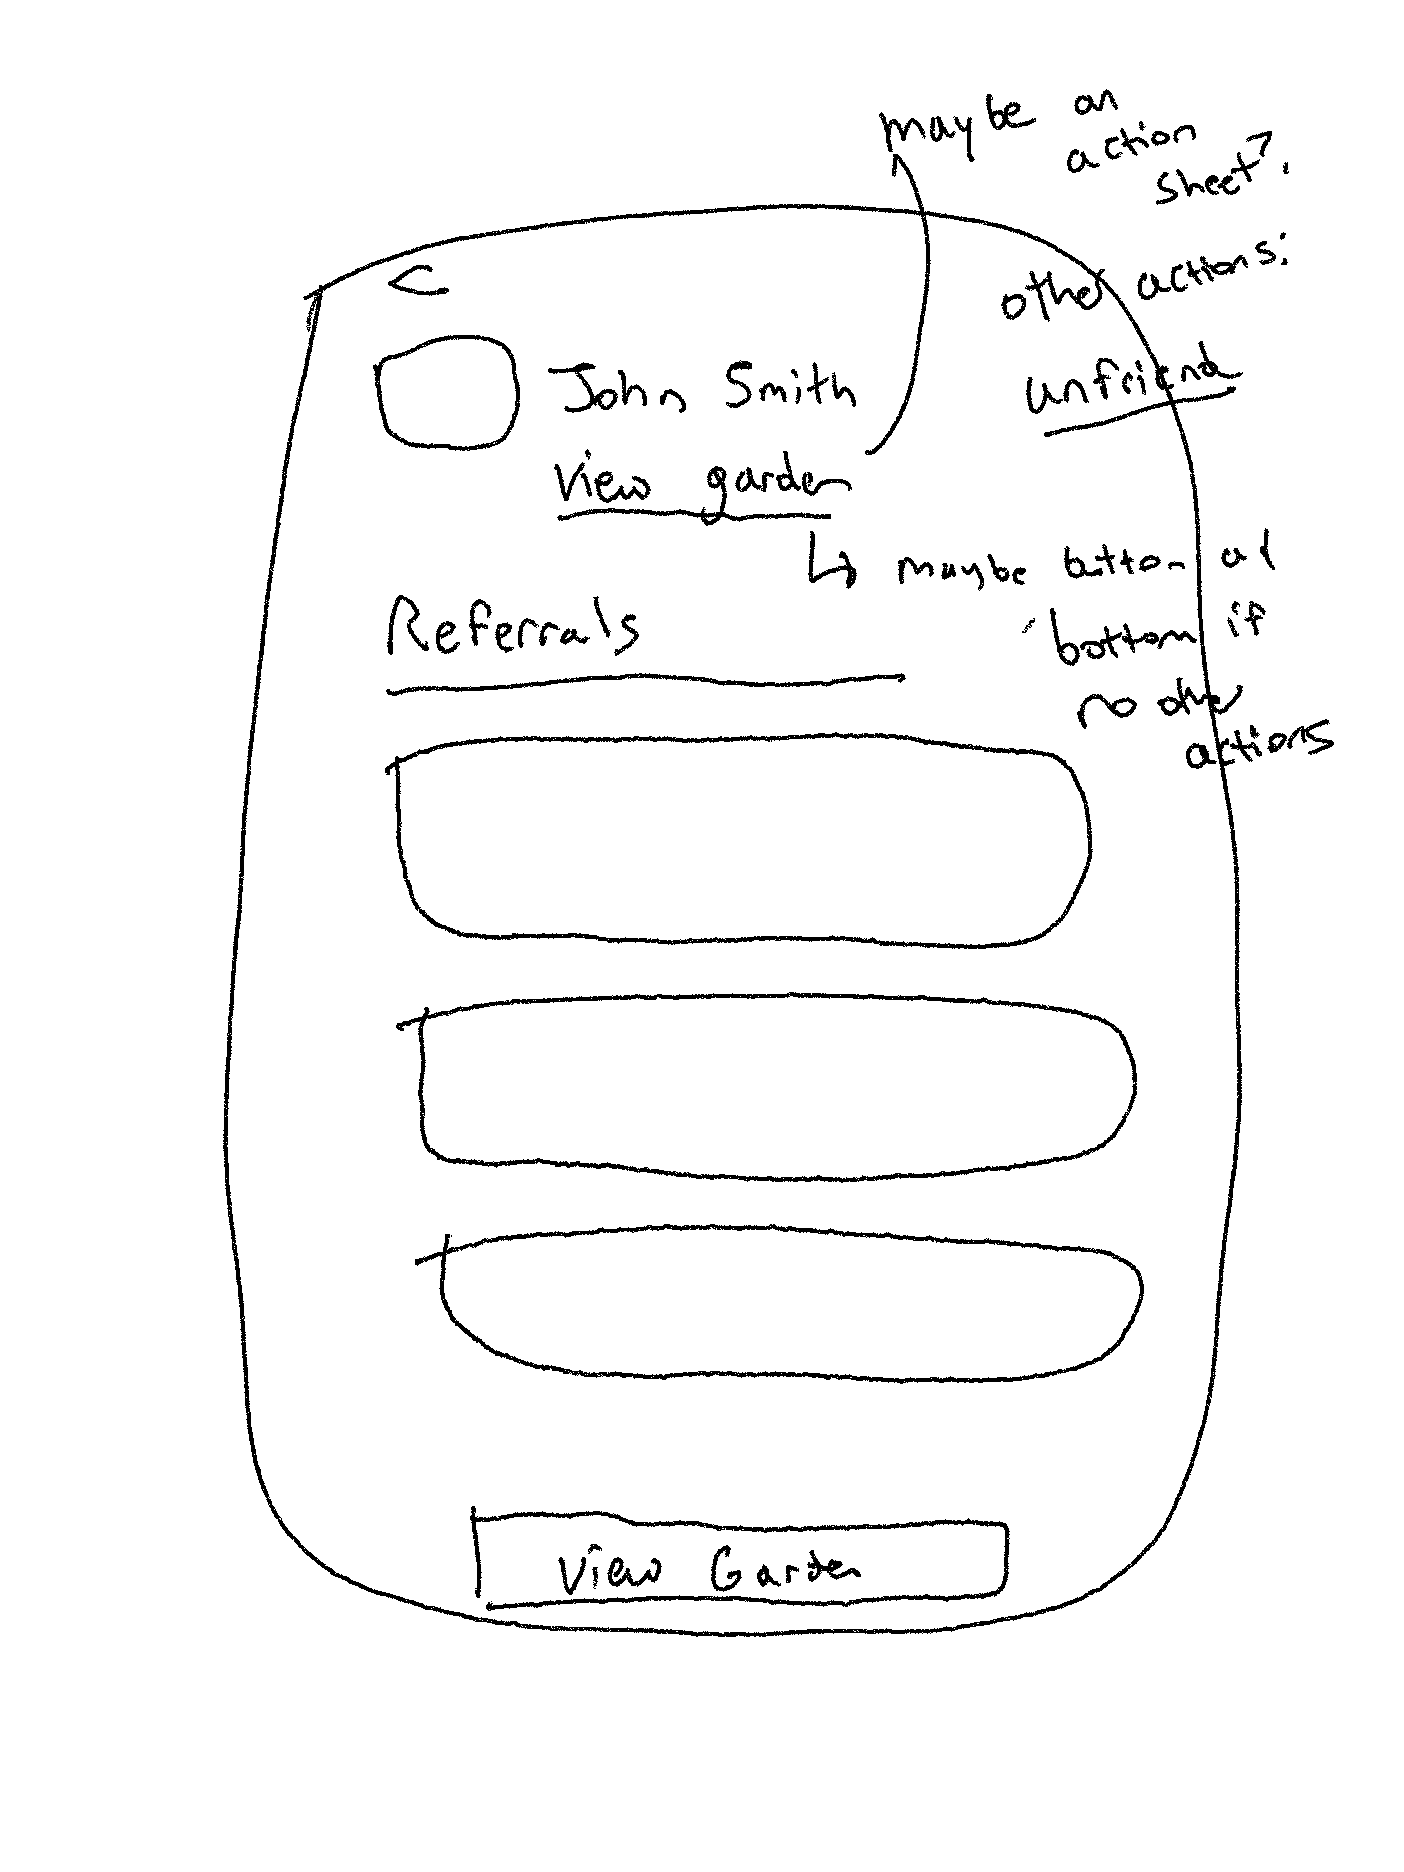 maybe an
action
sheet?
other actions:
unfriend
<
John Smith
View garden
↳ maybe button at
bottom if
no other
actions
Referrals
View Garden